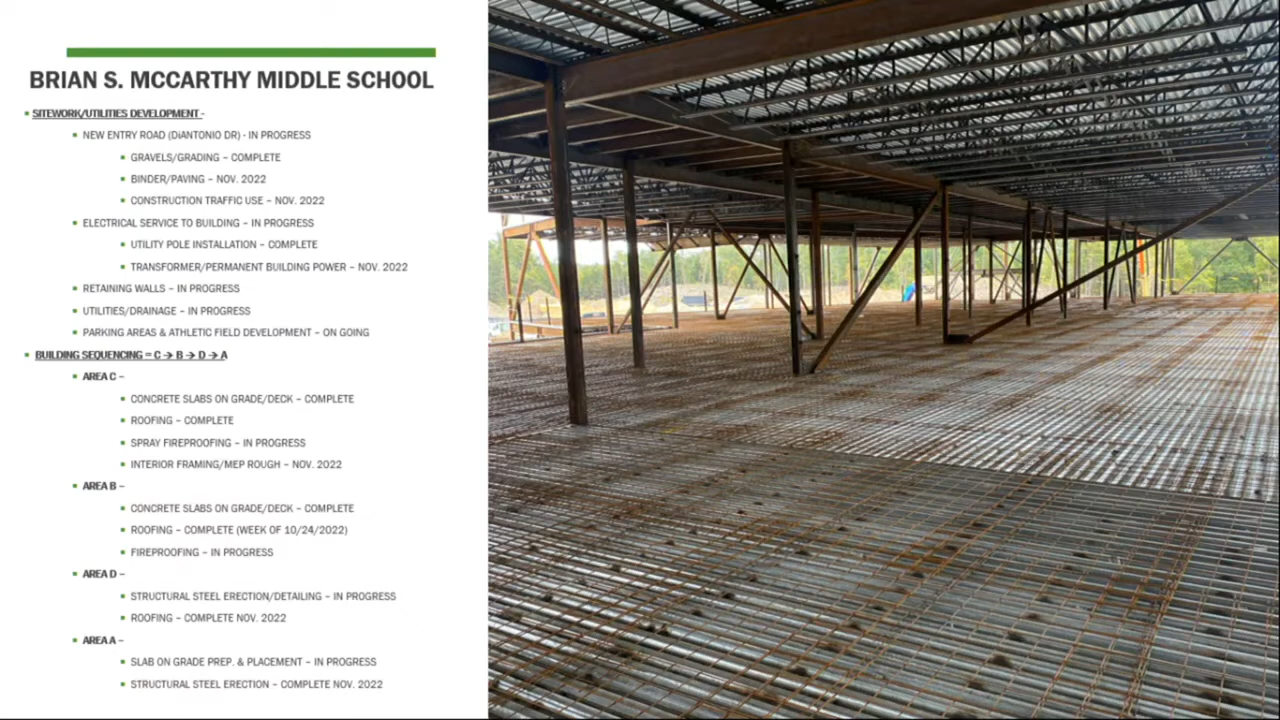 BRIAN S. MCCARTHY MIDDLE SCHOOL
SITEWORK/UTILITIES DEVELOPMENT -
NEW ENTRY ROAD (DiANTONIO DR) - IN PROGRESS
GRAVELS/GRADING – COMPLETE
BINDER/PAVING – NOV. 2022
CONSTRUCTION TRAFFIC USE – NOV. 2022
ELECTRICAL SERVICE TO BUILDING – IN PROGRESS
UTILITY POLE INSTALLATION – COMPLETE
TRANSFORMER/PERMANENT BUILDING POWER – NOV. 2022
RETAINING WALLS – IN PROGRESS
UTILITIES/DRAINAGE – IN PROGRESS
PARKING AREAS & ATHLETIC FIELD DEVELOPMENT – ON GOING
BUILDING SEQUENCING = C → B → D → A
AREA C –
CONCRETE SLABS ON GRADE/DECK – COMPLETE
ROOFING – COMPLETE
SPRAY FIREPROOFING – IN PROGRESS
INTERIOR FRAMING/MEP ROUGH – NOV. 2022
AREA B –
CONCRETE SLABS ON GRADE/DECK – COMPLETE
ROOFING – COMPLETE (WEEK OF 10/24/2022)
FIREPROOFING – IN PROGRESS
AREA D –
STRUCTURAL STEEL ERECTION/DETAILING – IN PROGRESS
ROOFING – COMPLETE NOV. 2022
AREA A –
SLAB ON GRADE PREP. & PLACEMENT – IN PROGRESS
STRUCTURAL STEEL ERECTION – COMPLETE NOV. 2022